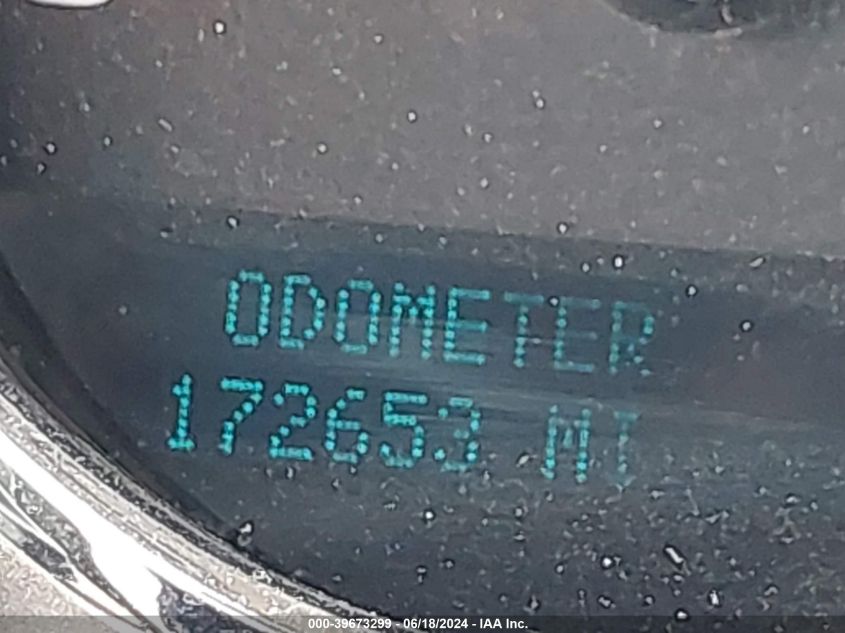 ODOMETER
172653 MI
000-39673299 - 06/18/2024 - IAA Inc.